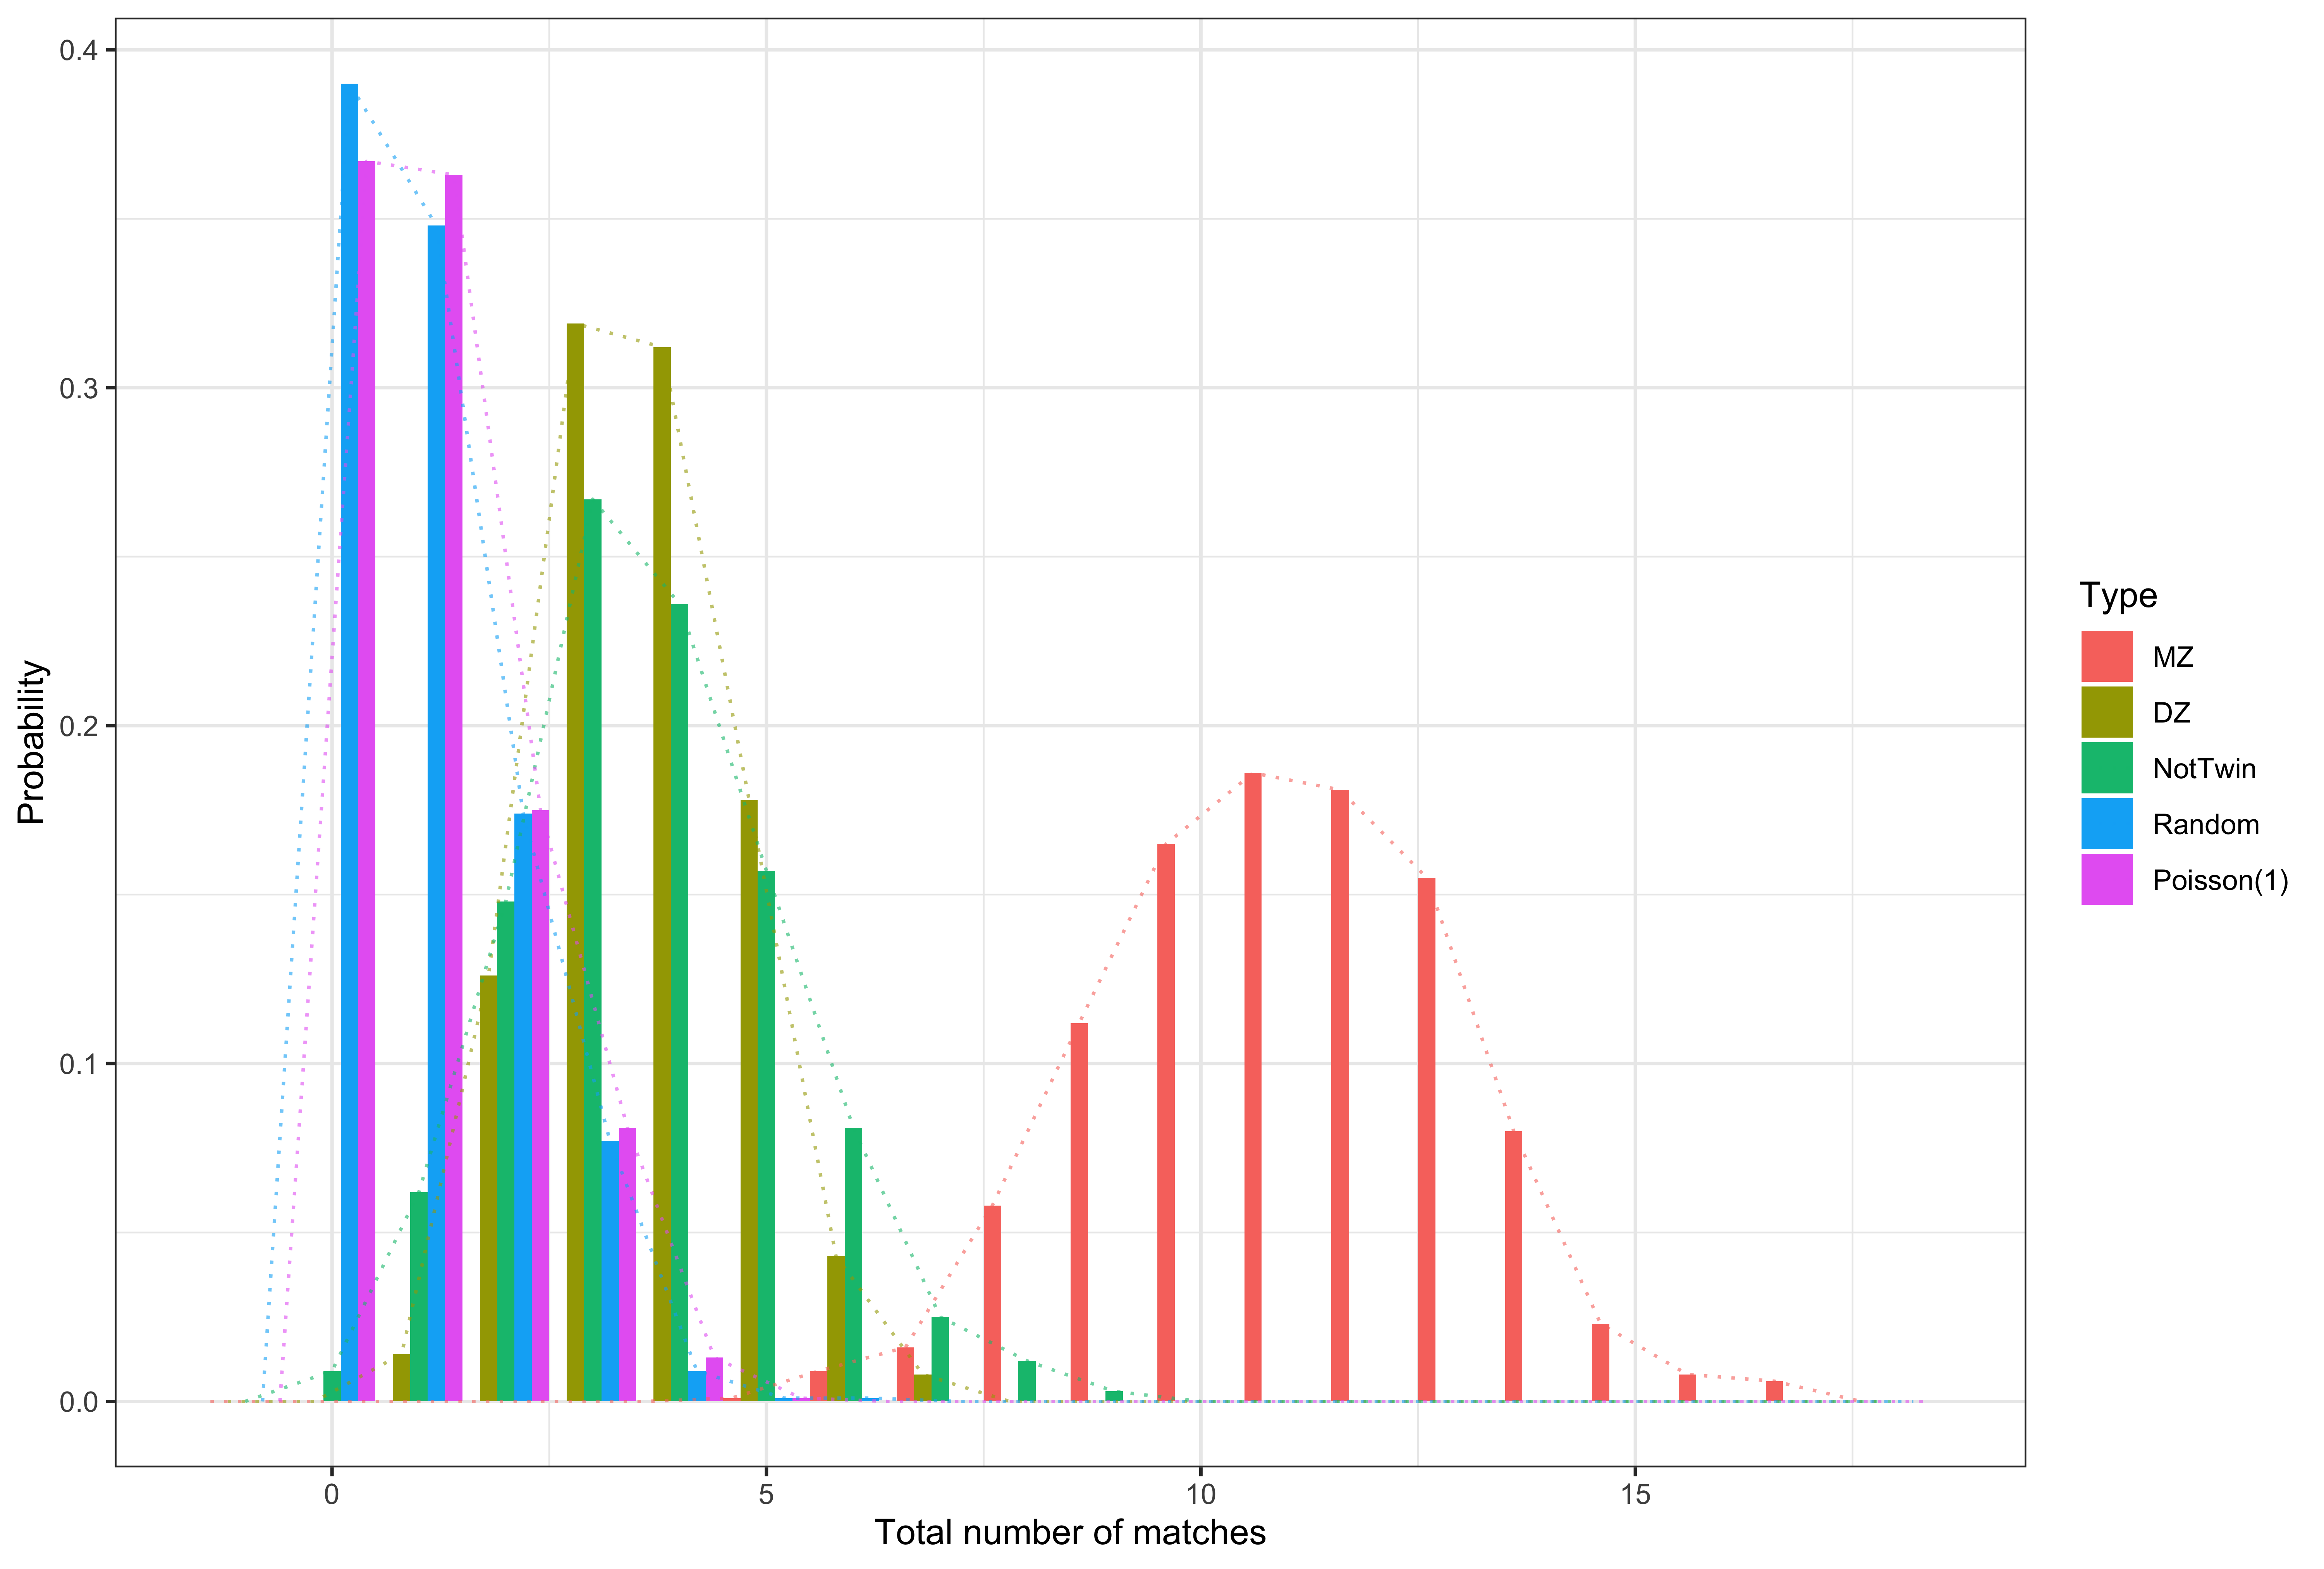 0.4
0.3
0.2
0.1
0.0
Probability
0 5 10 15
Total number of matches
Type
MZ
DZ
NotTwin
Random
Poisson(1)